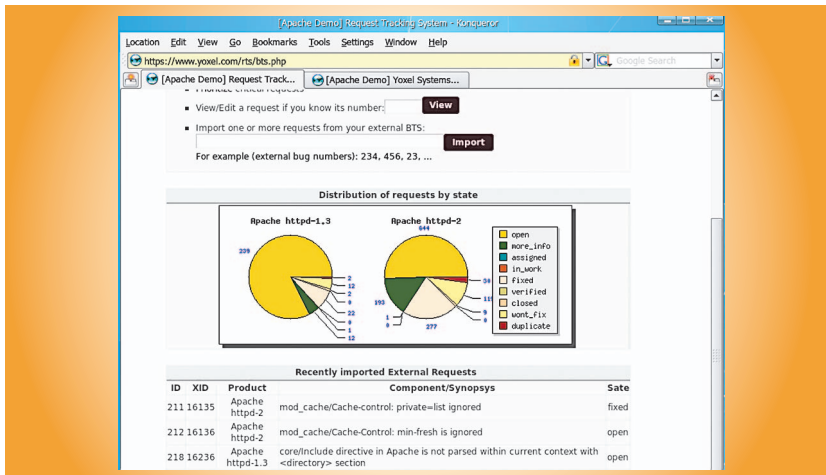 [Apache Demo] Request Tracking System - Konqueror
Location Edit View Go Bookmarks Tools Settings Window Help
https://www.yoxel.com/rts/bts.php
Google Search
[Apache Demo] Request Track...
[Apache Demo] Yoxel Systems...
Prioritize critical requests
View/Edit a request if you know its number: View
Import one or more requests from your external BTS:
Import
For example (external bug numbers): 234, 456, 23, ...
Distribution of requests by state
Apache httpd-1.3
239
2
12
2
0
22
0
1
12
Apache httpd-2
644
193
1
277
open
more_info
assigned
in_work
fixed
verified
closed
wont_fix
duplicate
Recently imported External Requests
ID XID Product Component/Synopsys Sate
211 16135 Apache httpd-2 mod_cache/Cache-control: private=list ignored fixed
212 16136 Apache httpd-2 mod_cache/Cache-Control: min-fresh is ignored open
218 16236 Apache httpd-1.3 core/Include directive in Apache is not parsed within current context with
<directory> section open